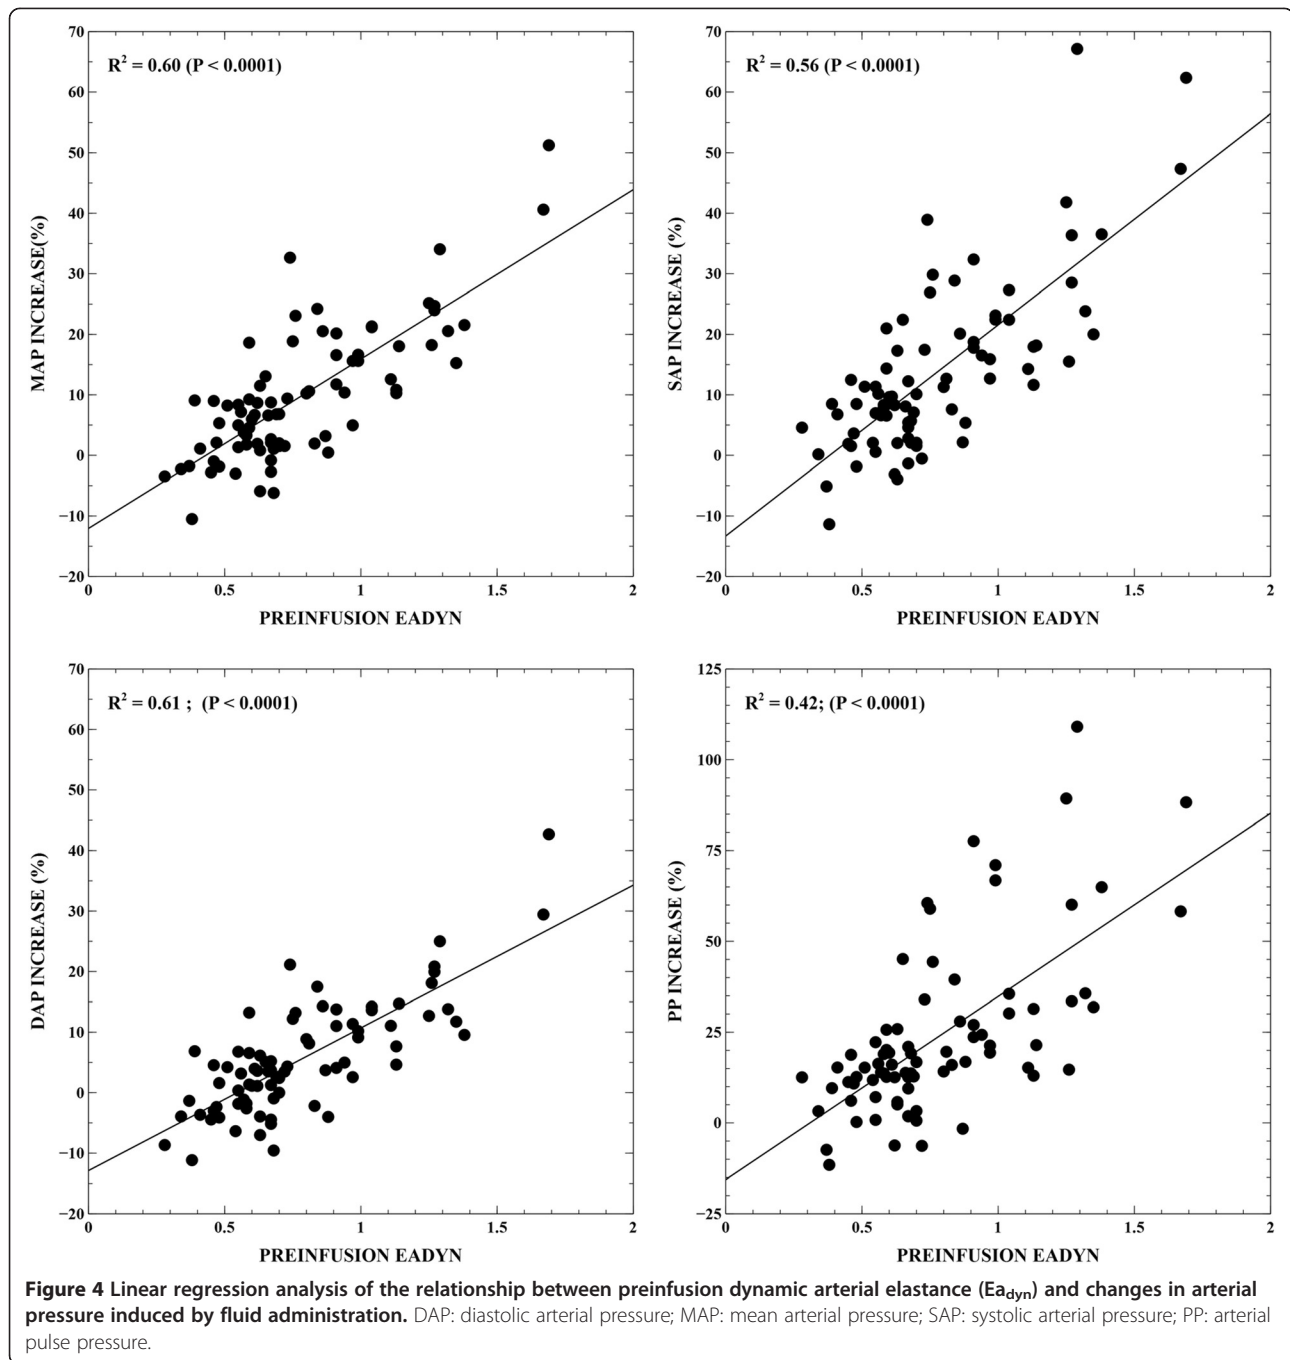 70
60
50
40
30
20
10
0
−10
−20
MAP INCREASE(%)
R² = 0.60 (P < 0.0001)
0 0.5 1 1.5 2
PREINFUSION EADYN
70
60
50
40
30
20
10
0
−10
−20
SAP INCREASE (%)
R² = 0.56 (P < 0.0001)
0 0.5 1 1.5 2
PREINFUSION EADYN
70
60
50
40
30
20
10
0
−10
−20
DAP INCREASE (%)
R² = 0.61 ; (P < 0.0001)
0 0.5 1 1.5 2
PREINFUSION EADYN
125
100
75
50
25
0
−25
PP INCREASE (%)
R² = 0.42; (P < 0.0001)
0 0.5 1 1.5 2
PREINFUSION EADYN
Figure 4 Linear regression analysis of the relationship between preinfusion dynamic arterial elastance (Eadyn) and changes in arterial
pressure induced by fluid administration. DAP: diastolic arterial pressure; MAP: mean arterial pressure; SAP: systolic arterial pressure; PP: arterial
pulse pressure.